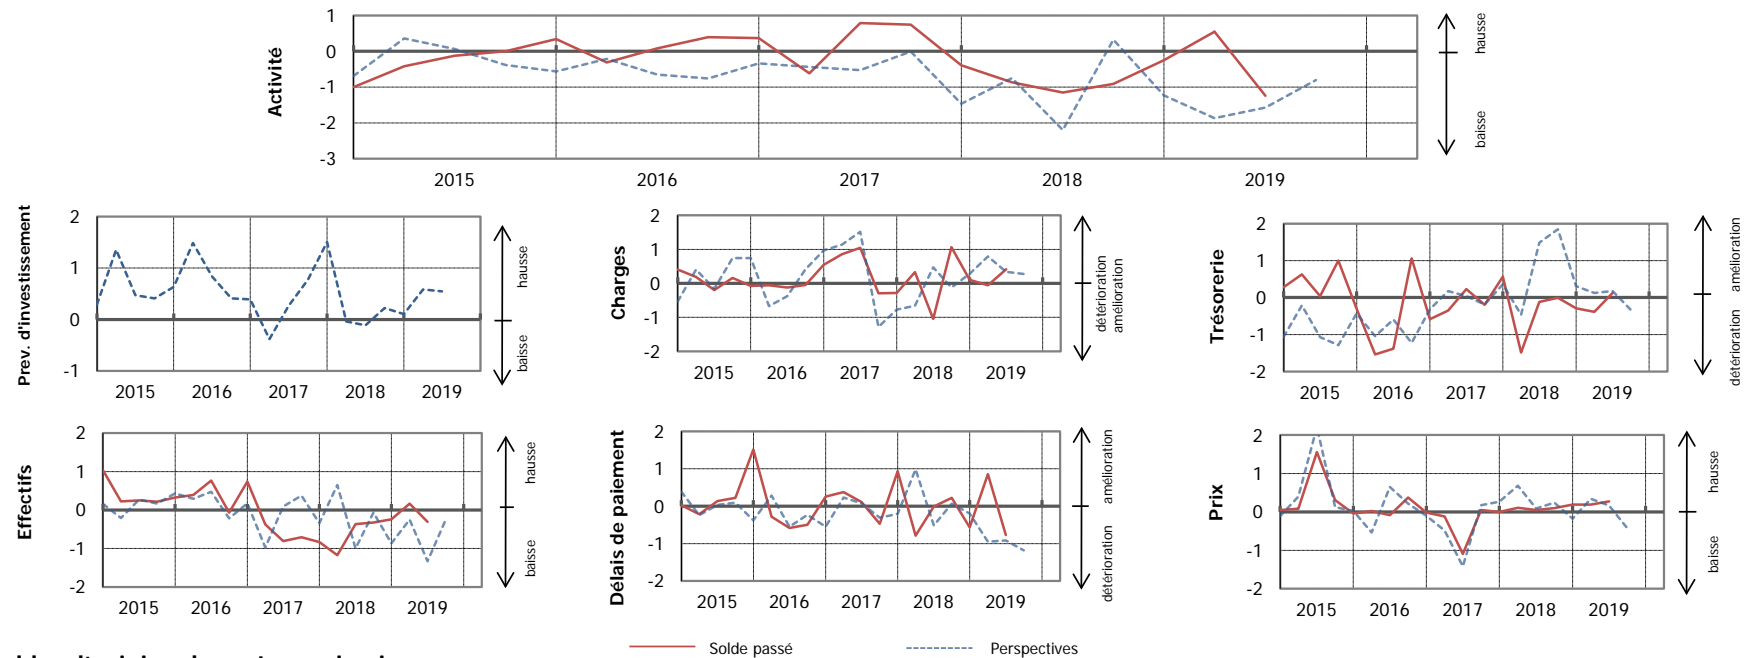 Activité
1
0
-1
-2
-3
2015 2016 2017 2018 2019
hausse
baisse
Prev. d'investissement
2
1
0
-1
2015 2016 2017 2018 2019
hausse
baisse
Charges
2
1
0
-1
-2
2015 2016 2017 2018 2019
détérioration
amélioration
Trésorerie
2
1
0
-1
-2
2015 2016 2017 2018 2019
amélioration
détérioration
Effectifs
2
1
0
-1
-2
2015 2016 2017 2018 2019
hausse
baisse
Délais de paiement
2
1
0
-1
-2
2015 2016 2017 2018 2019
amélioration
détérioration
Prix
2
1
0
-1
-2
2015 2016 2017 2018 2019
hausse
baisse
Solde passé Perspectives